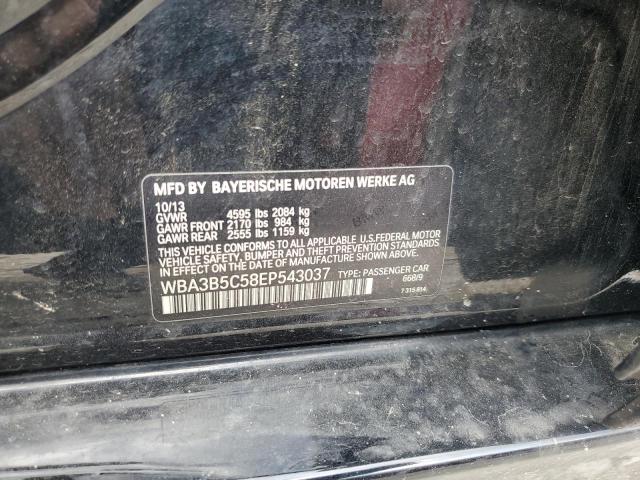 MFD BY BAYERISCHE MOTOREN WERKE AG
10/13
GVWR 4595 lbs 2084 kg
GAWR FRONT 2170 lbs 984 kg
GAWR REAR 2555 lbs 1159 kg
THIS VEHICLE CONFORMS TO ALL APPLICABLE U.S.FEDERAL MOTOR
VEHICLE SAFETY, BUMPER, AND THEFT PREVENTION STANDARDS
IN EFFECT ON THE DATE OF MANUFACTURE SHOWN ABOVE.
WBA3B5C58EP543037 TYPE: PASSENGER CAR
668/9
7 315 814